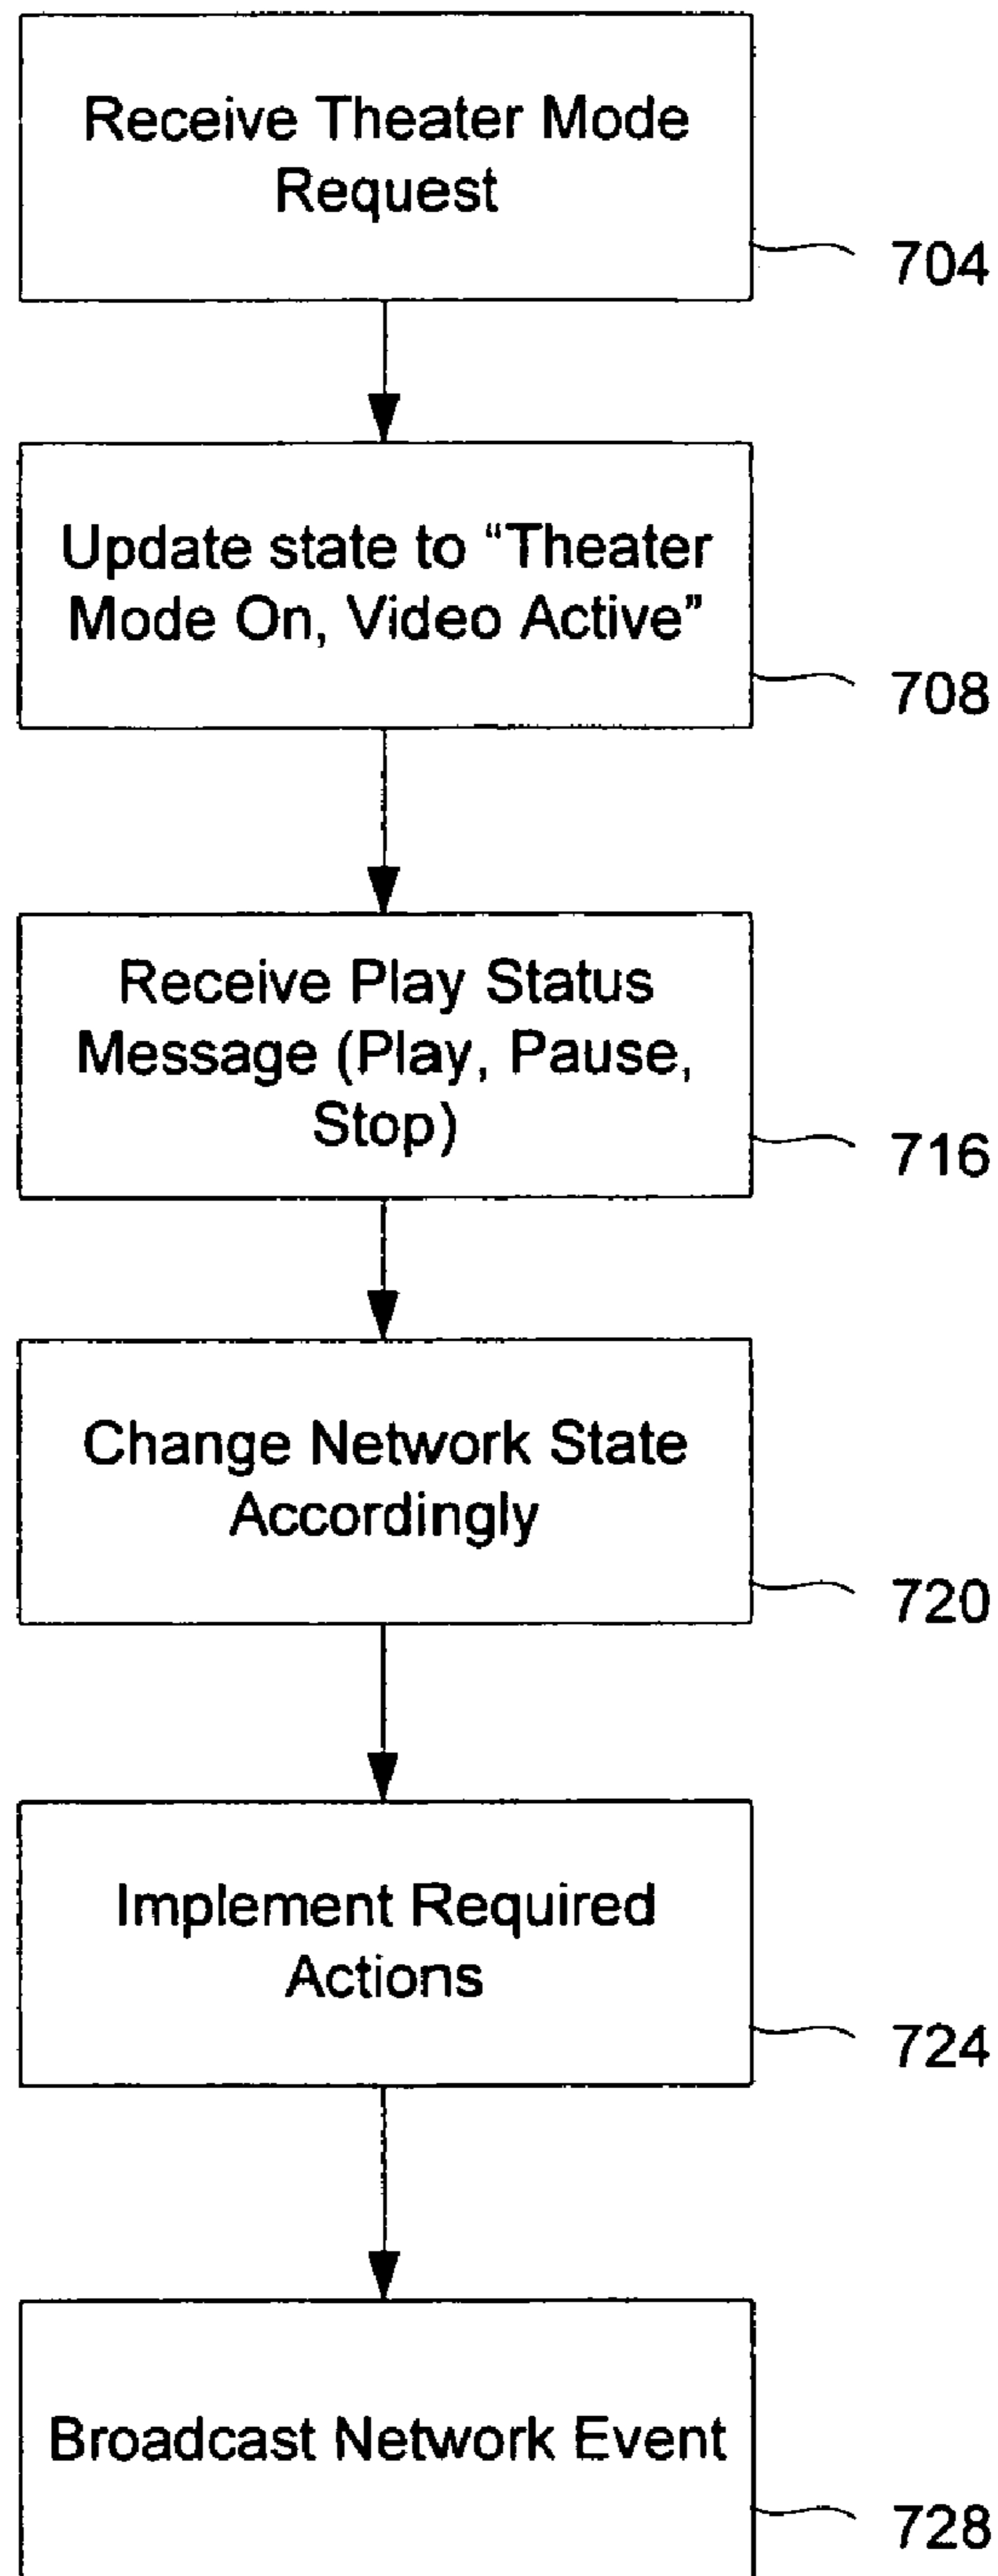 Receive Theater Mode
Request
704
Update state to “Theater
Mode On, Video Active”
708
Receive Play Status
Message (Play, Pause,
Stop)
716
Change Network State
Accordingly
720
Implement Required
Actions
724
Broadcast Network Event
728